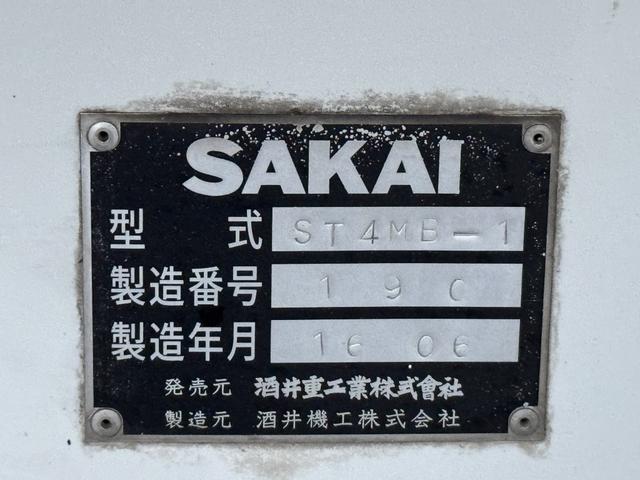 SAKAI
型式 ST4MB-1
製造番号 190
製造年月 16 06
発売元 酒井重工業株式會社
製造元 酒井機工株式会社